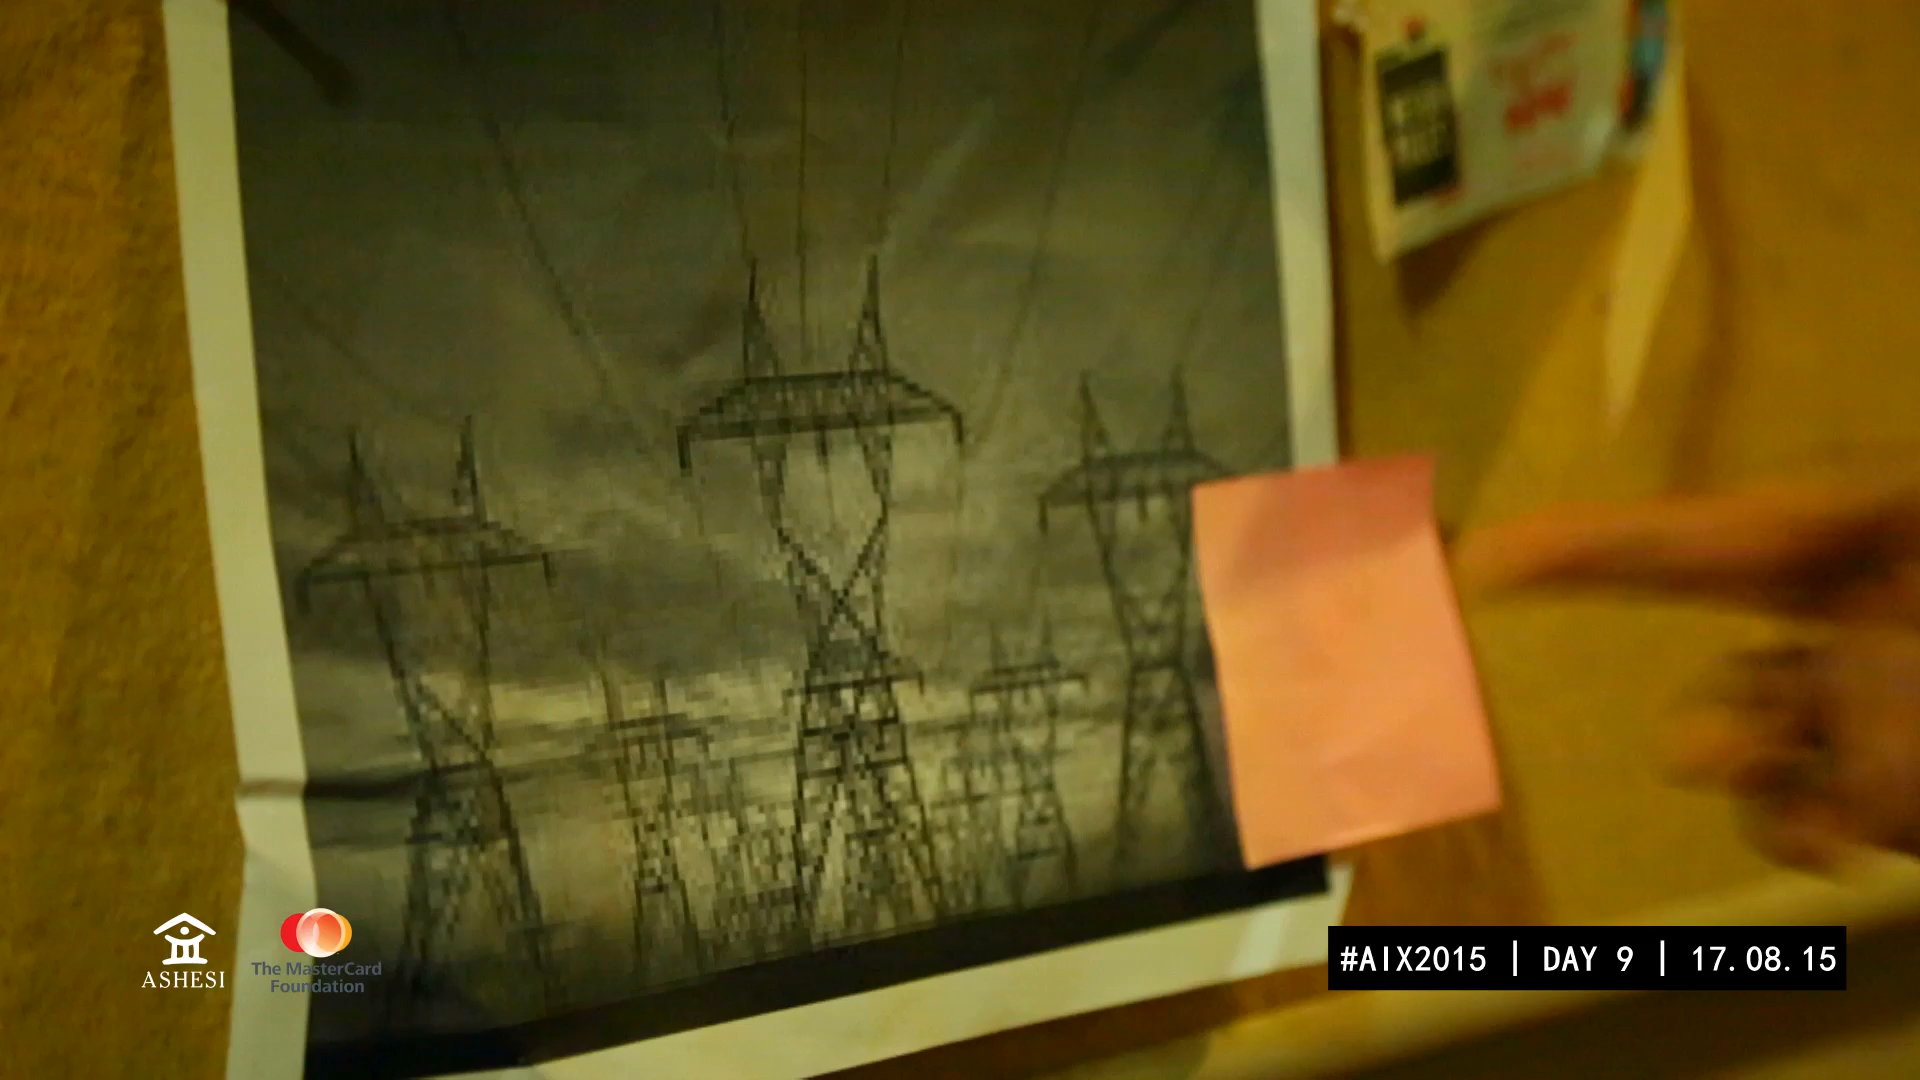 ASHESI
The MasterCard
Foundation
#AIX2015 | DAY 9 | 17.08.15